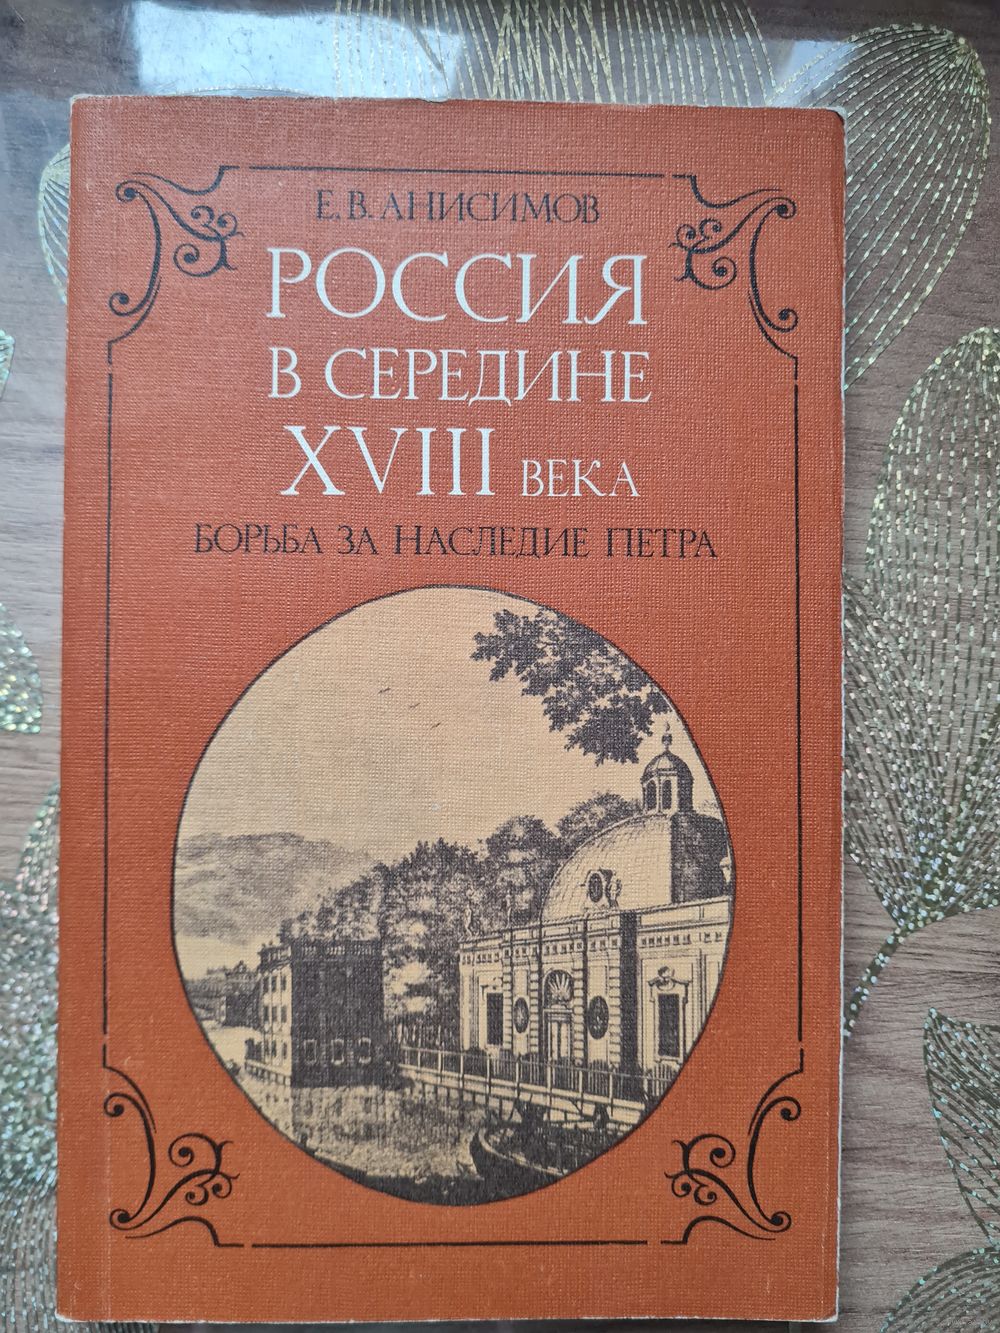 Е. В. АНИСИМОВ
РОССИЯ
В СЕРЕДИНЕ
XVIII ВЕКА
БОРЬБА ЗА НАСЛЕДИЕ ПЕТРА